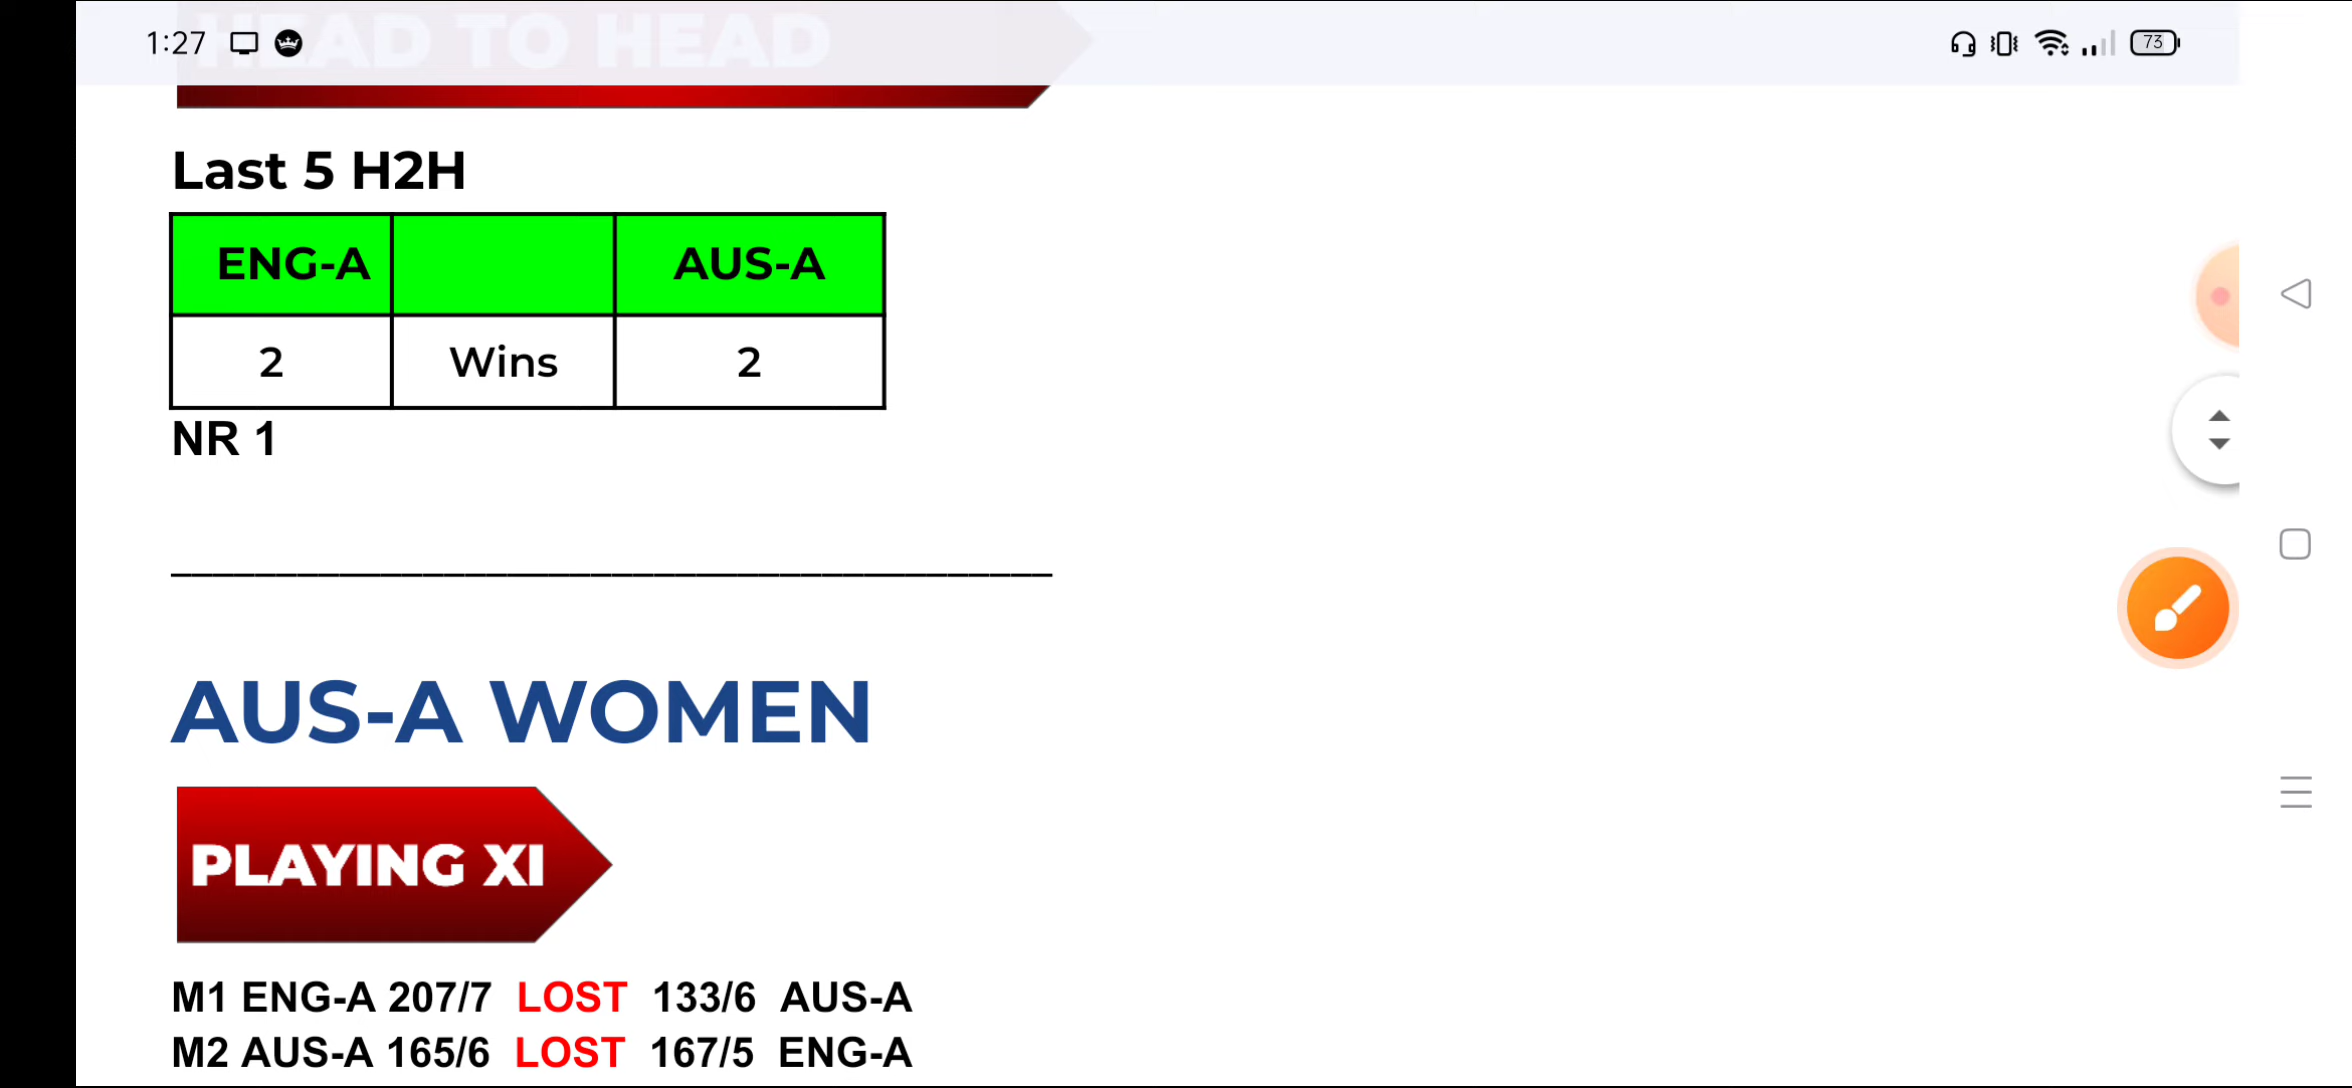 HEAD TO HEAD
1:27
73
Last 5 H2H
ENG-A AUS-A
2 Wins 2
NR 1
AUS-A WOMEN
PLAYING XI
M1 ENG-A 207/7 LOST 133/6 AUS-A
M2 AUS-A 165/6 LOST 167/5 ENG-A